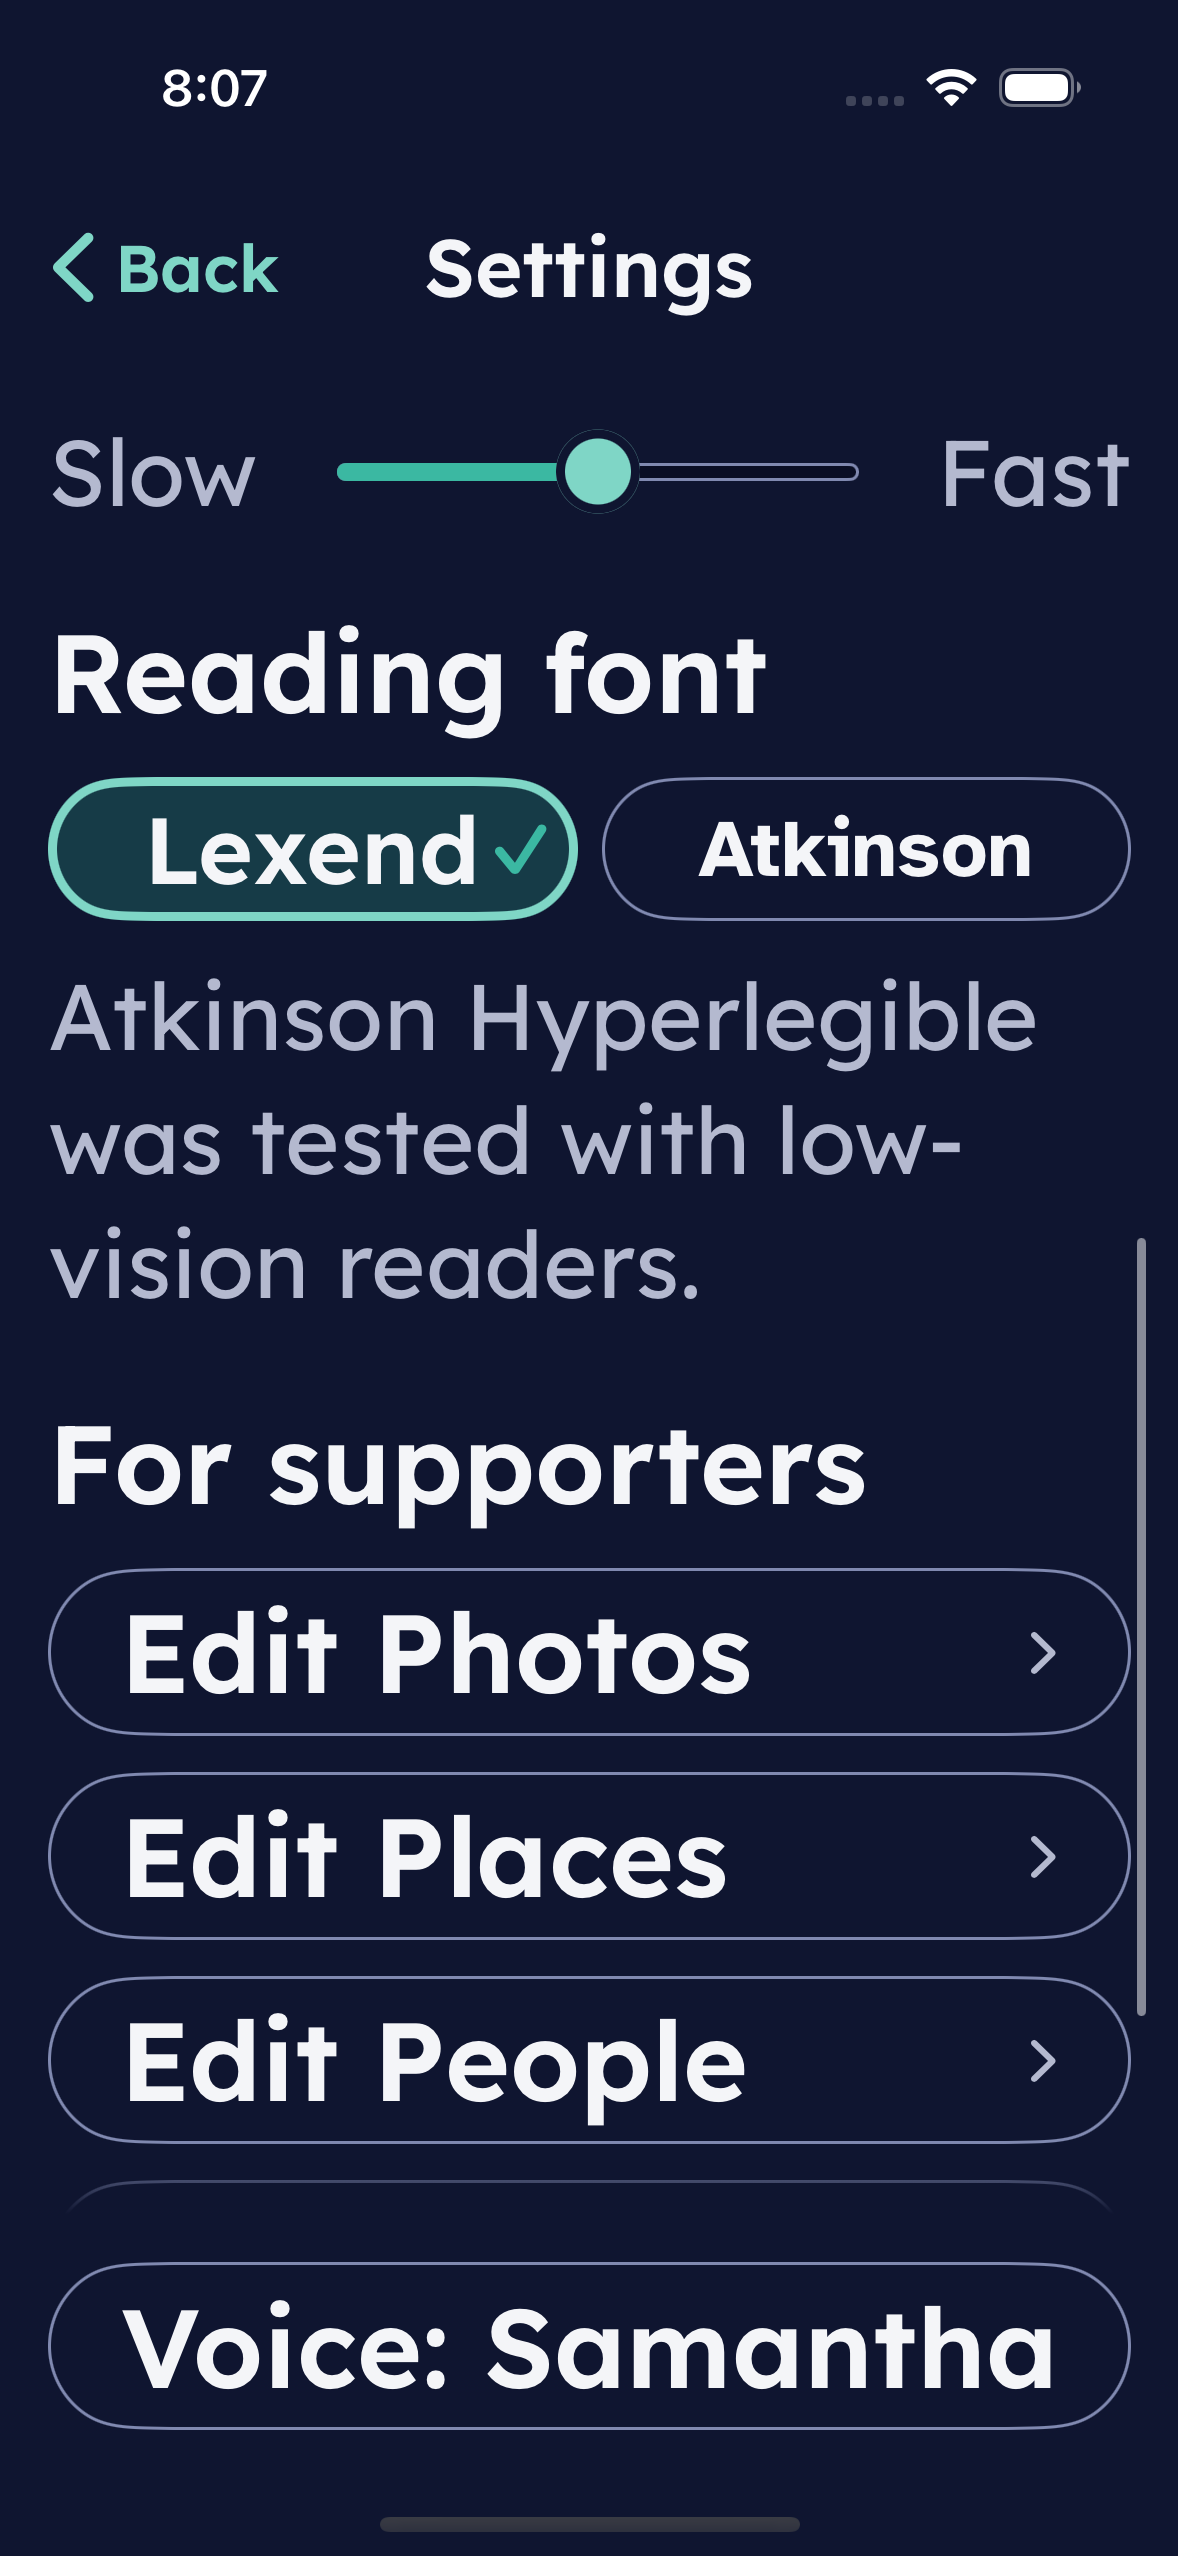 8:07
Back
Settings
Slow
Fast
Reading font
Lexend
Atkinson
Atkinson Hyperlegible
was tested with low-
vision readers.
For supporters
Edit Photos
Edit Places
Edit People
Voice: Samantha